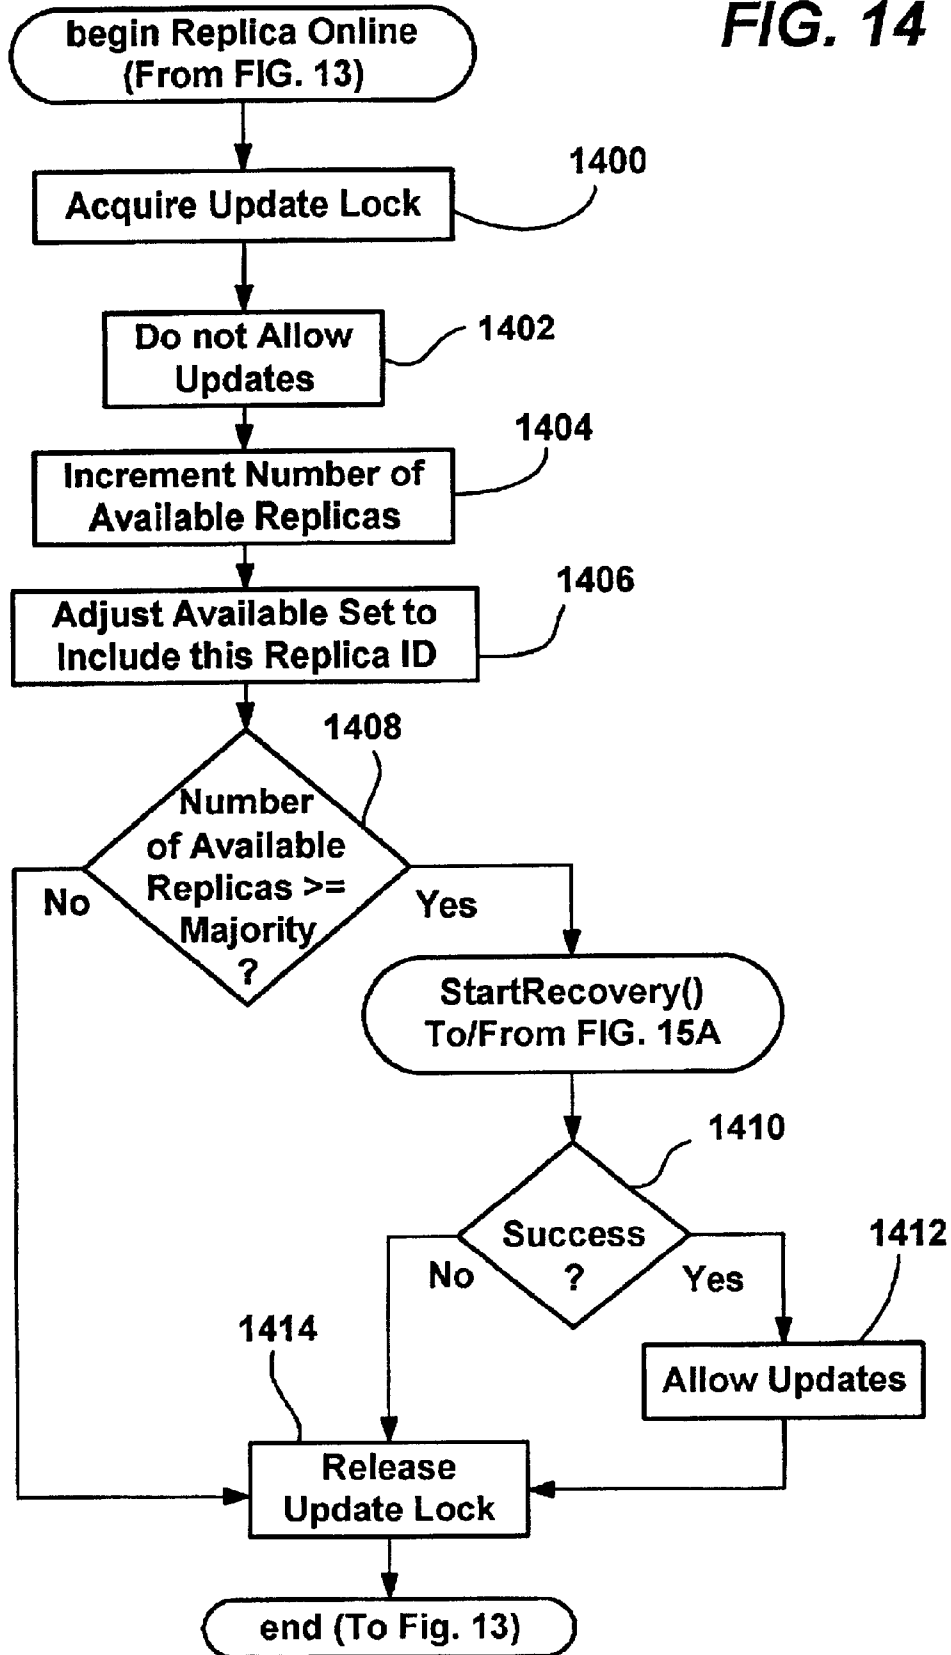 FIG. 14
begin Replica Online
(From FIG. 13)
1400
Acquire Update Lock
1402
Do not Allow
Updates
1404
Increment Number of
Available Replicas
1406
Adjust Available Set to
Include this Replica ID
1408
Number
of Available
Replicas >=
Majority
?
No
Yes
StartRecovery()
To/From FIG. 15A
1410
Success
?
No
Yes
1412
Allow Updates
1414
Release
Update Lock
end (To Fig. 13)